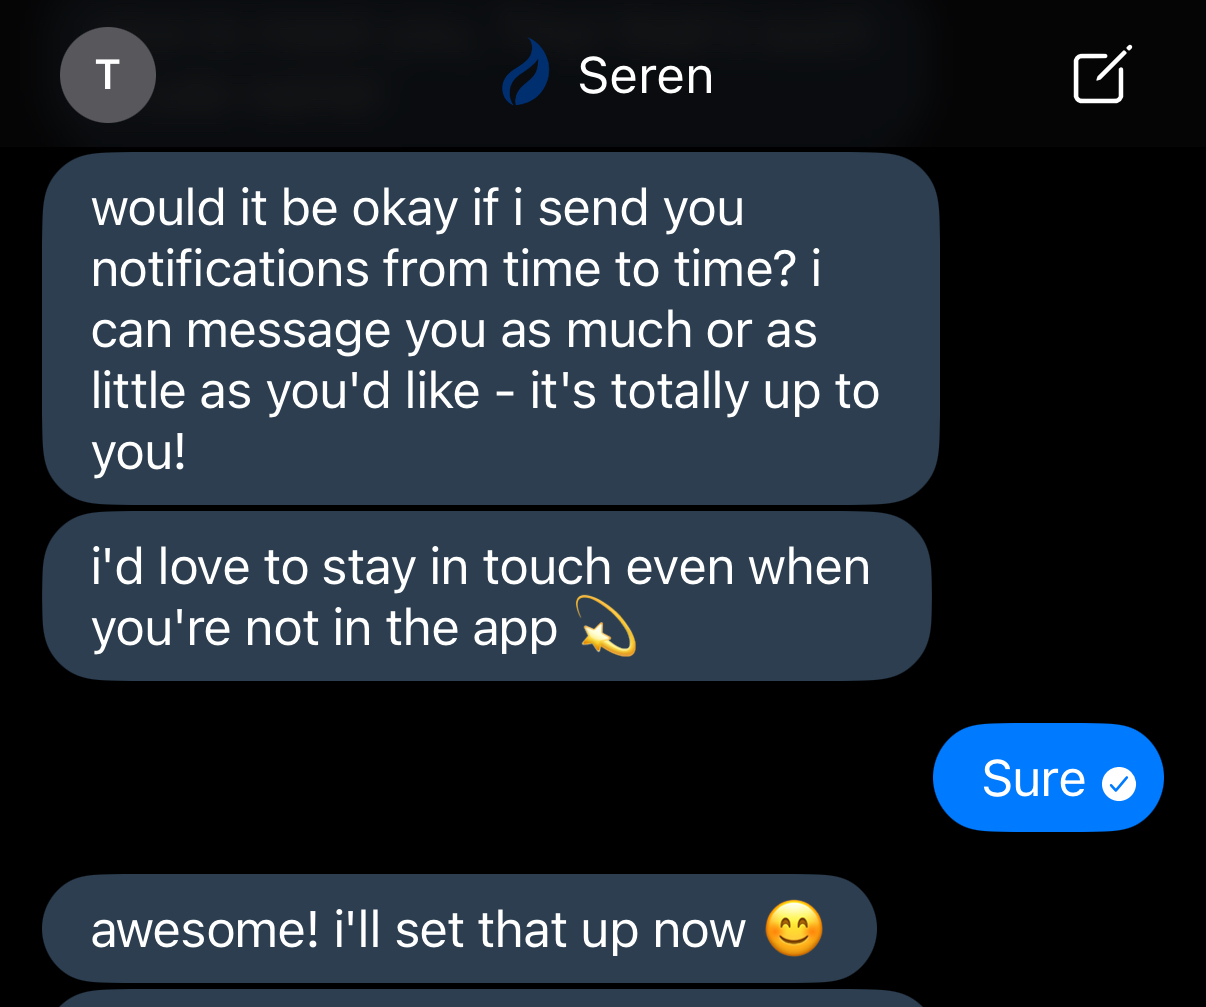 T
Seren
would it be okay if i send you
notifications from time to time? i
can message you as much or as
little as you'd like - it's totally up to
you!
i'd love to stay in touch even when
you're not in the app 💫
Sure
awesome! i'll set that up now 😊